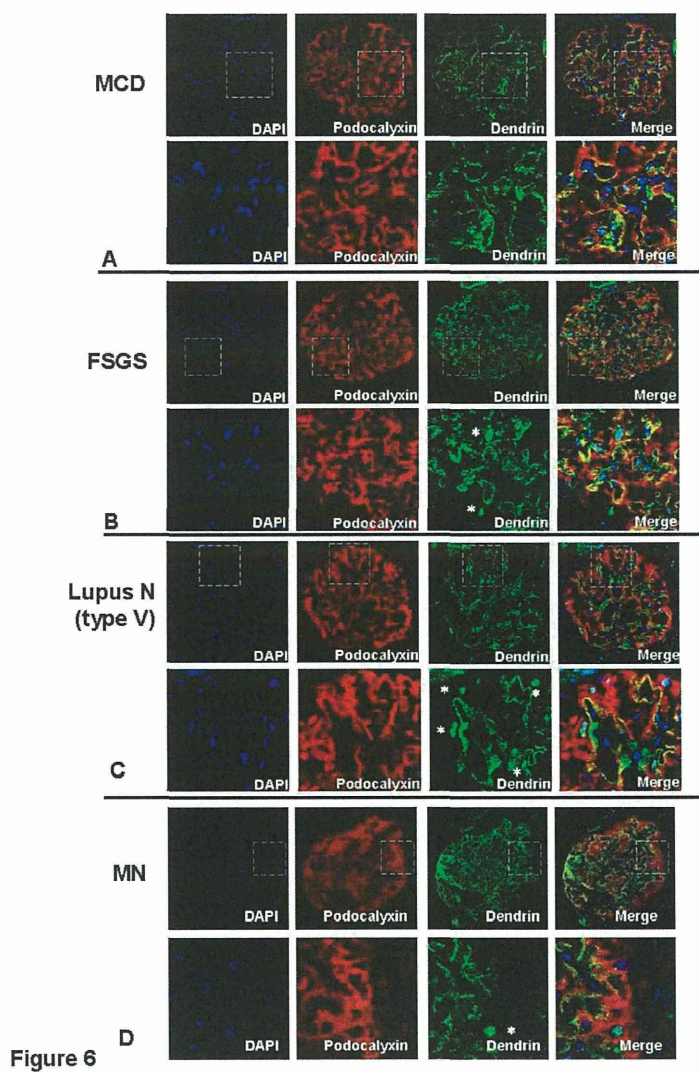 MCD
DAPI Podocalyxin Dendrin Merge
DAPI Podocalyxin Dendrin Merge
A
FSGS
DAPI Podocalyxin Dendrin Merge
* *
DAPI Podocalyxin Dendrin Merge
B
Lupus N
(type V)
DAPI Podocalyxin Dendrin Merge
* * * *
DAPI Podocalyxin Dendrin Merge
C
MN
DAPI Podocalyxin Dendrin Merge
*
DAPI Podocalyxin Dendrin Merge
D
Figure 6